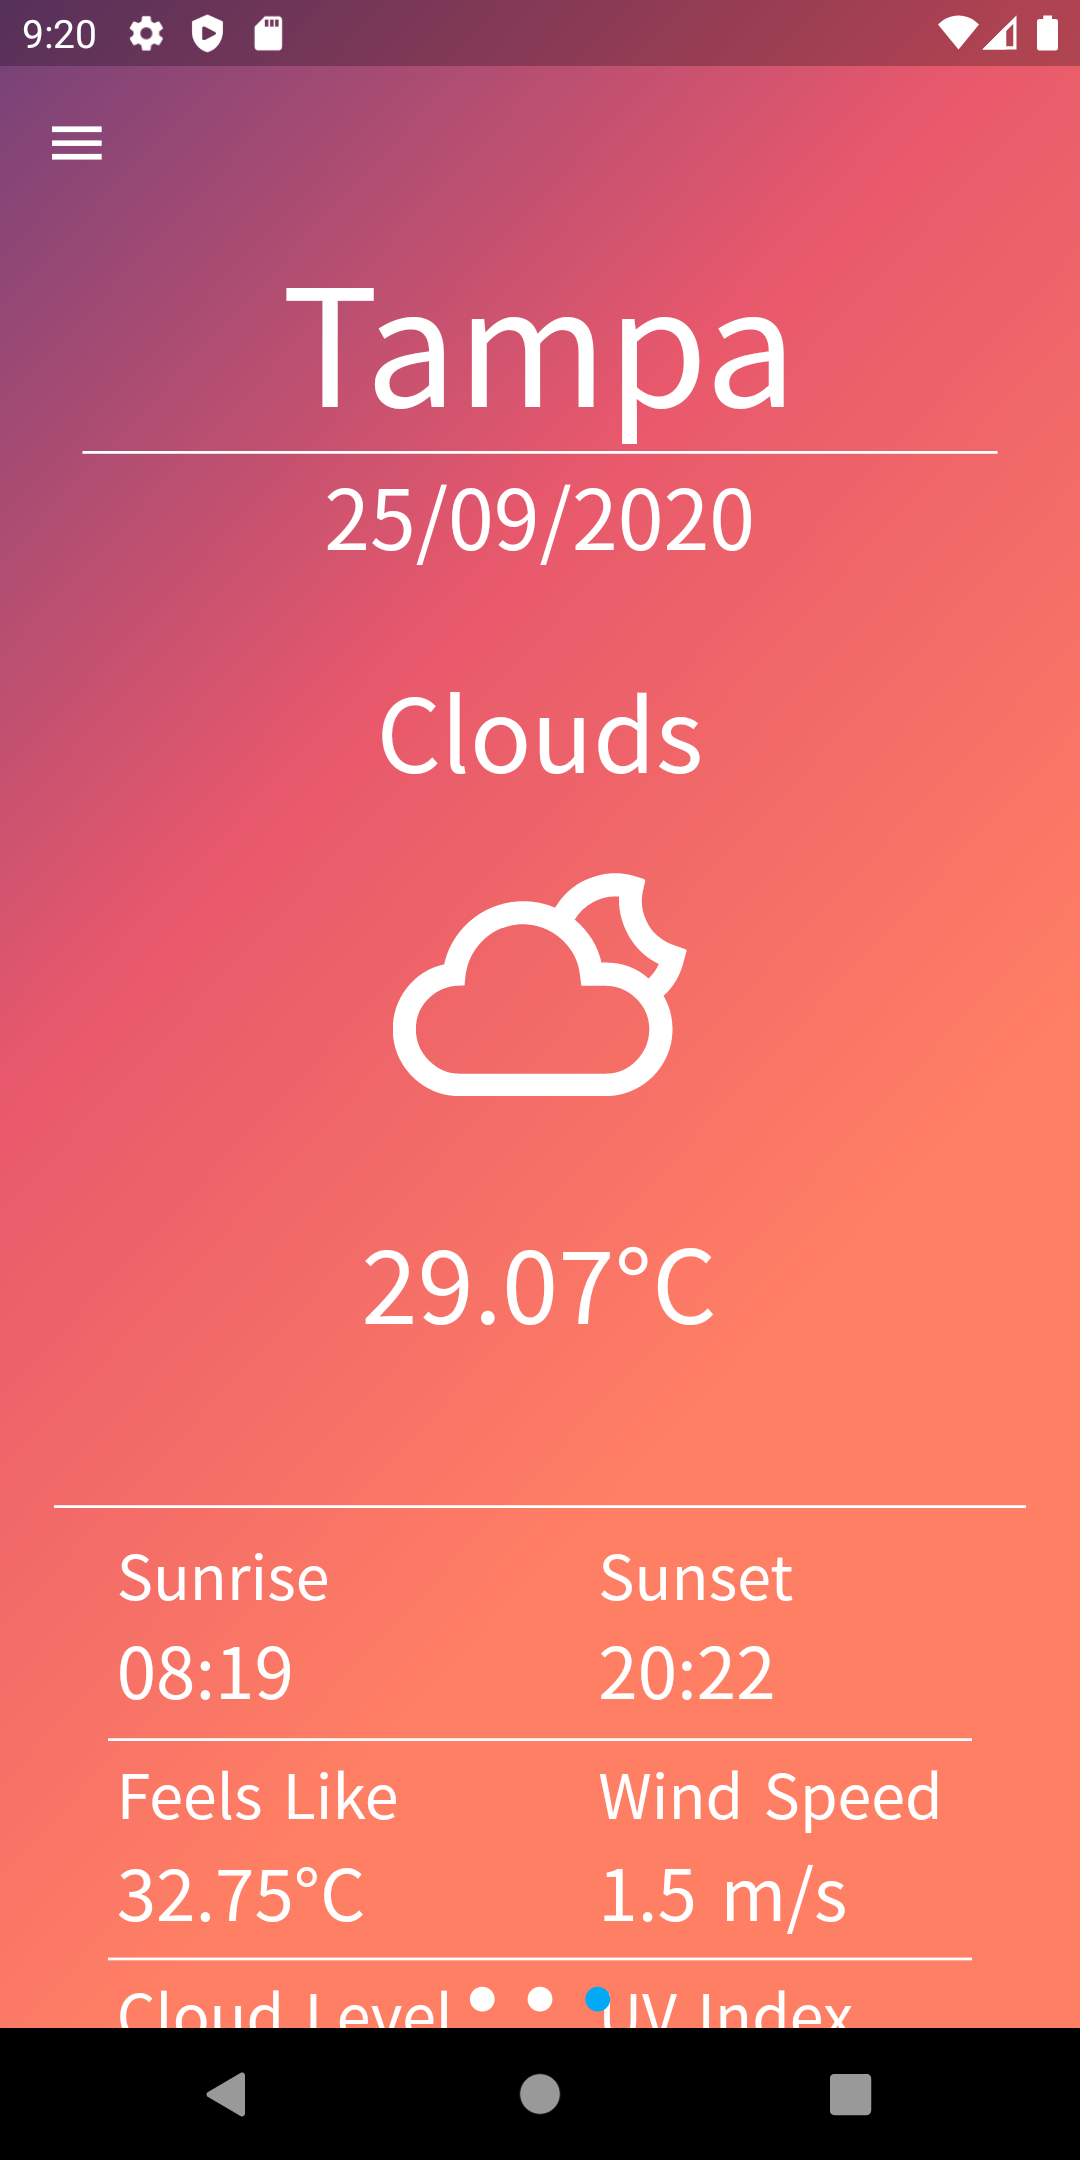 9:20
Tampa
25/09/2020
Clouds
29.07°C
Sunrise Sunset
08:19 20:22
Feels Like Wind Speed
32.75°C 1.5 m/s
Cloud Level UV Index